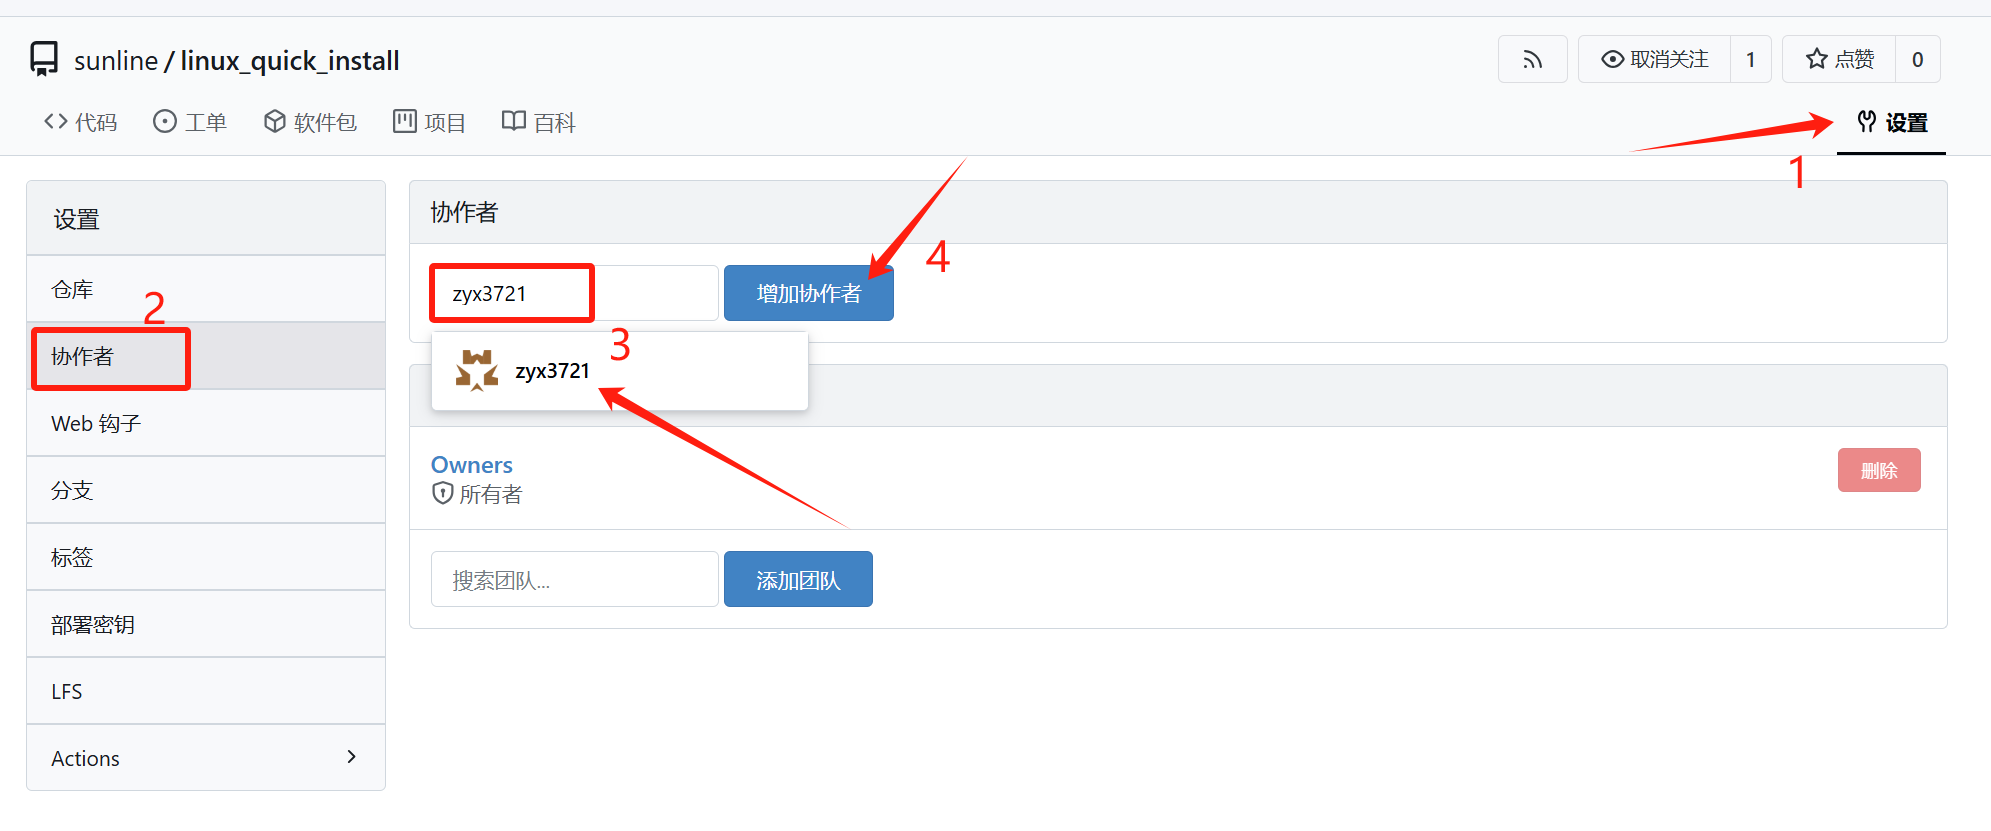 sunline / linux_quick_install
取消关注 1
点赞 0
代码
工单
软件包
项目
百科
设置
1
设置
仓库
2
协作者
Web 钩子
分支
标签
部署密钥
LFS
Actions
协作者
4
zyx3721
增加协作者
3
zyx3721
Owners
所有者
删除
搜索团队...
添加团队